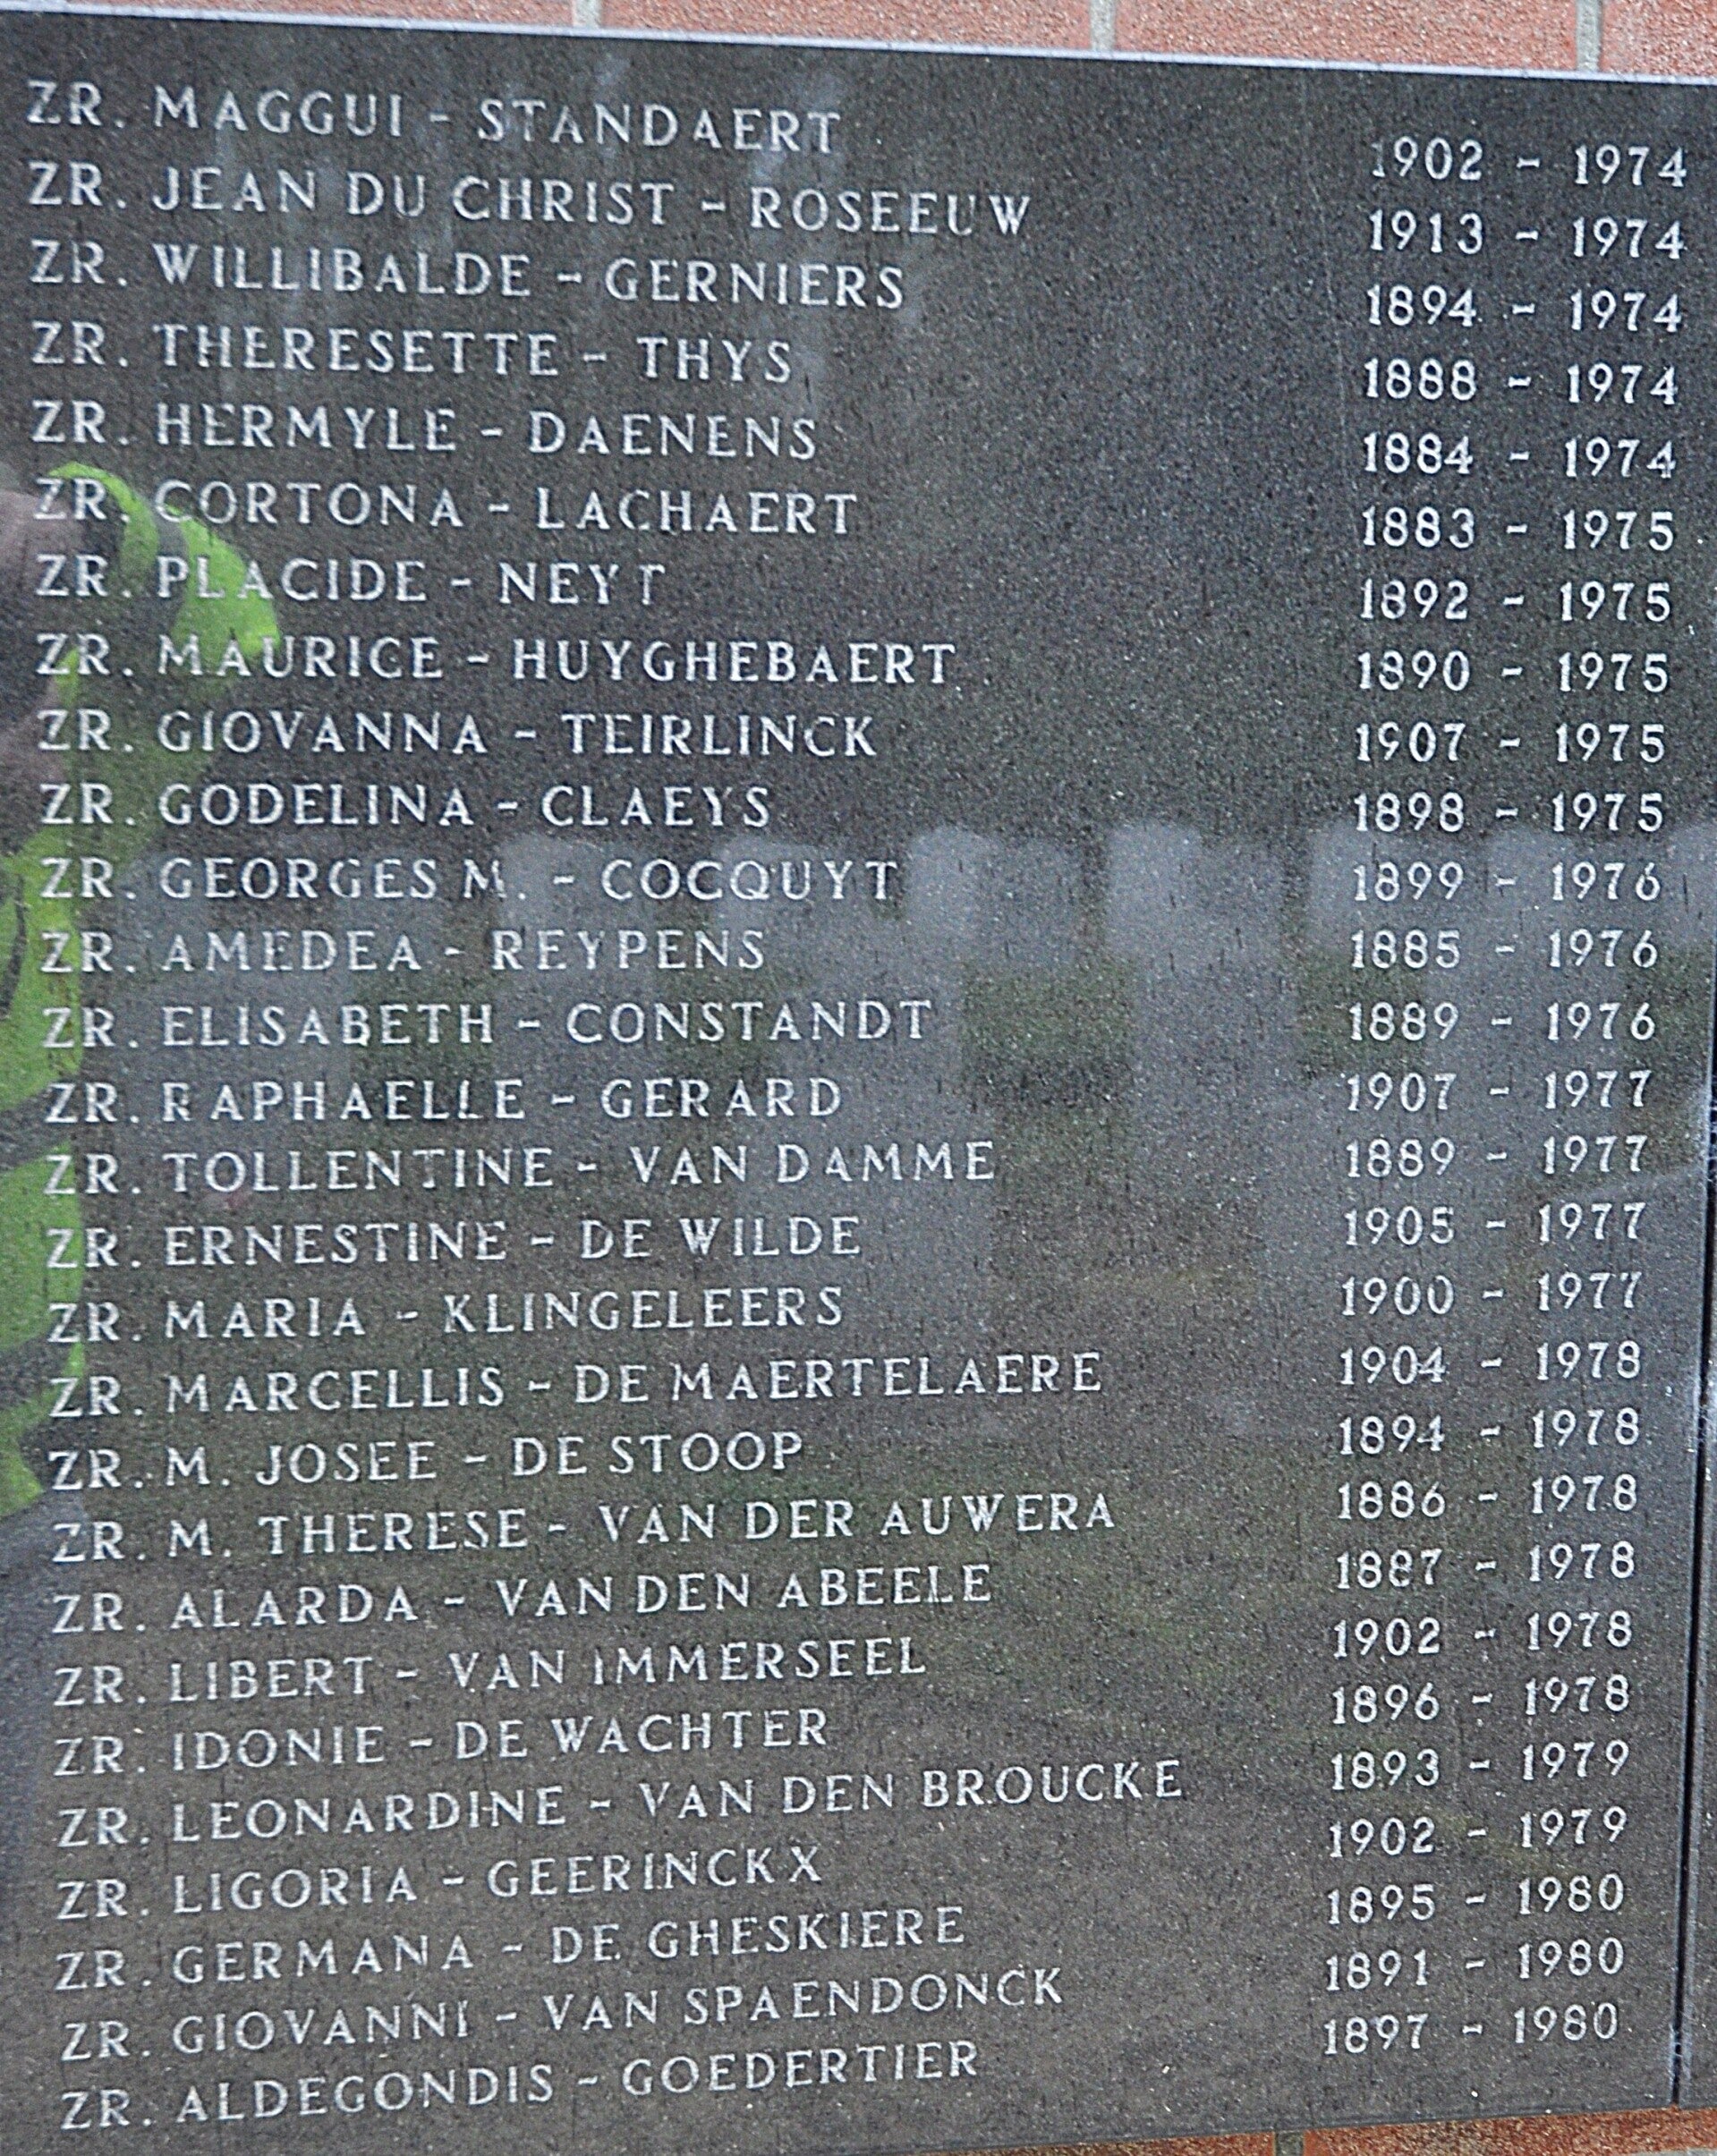 ZR. MAGGUI - STANDAERT 1902 - 1974
ZR. JEAN DU CHRIST - ROSEEUW 1913 - 1974
ZR. WILLIBALDE - GERNIERS 1894 - 1974
ZR. THERESETTE - THYS 1888 - 1974
ZR. HERMYLE - DAENENS 1884 - 1974
ZR. CORTONA - LACHAERT 1883 - 1975
ZR. PLACIDE - NEYT 1892 - 1975
ZR. MAURICE - HUYGHEBAERT 1890 - 1975
ZR. GIOVANNA - TEIRLINCK 1907 - 1975
ZR. GODELINA - CLAEYS 1898 - 1975
ZR. GEORGES M. - COCQUYT 1899 - 1976
ZR. AMEDEA - REYPENS 1885 - 1976
ZR. ELISABETH - CONSTANDT 1889 - 1976
ZR. RAPHAELLE - GERARD 1907 - 1977
ZR. TOLLENTINE - VAN DAMME 1889 - 1977
ZR. ERNESTINE - DE WILDE 1905 - 1977
ZR. MARIA - KLINGELEERS 1900 - 1977
ZR. MARCELLIS - DE MAERTELAERE 1904 - 1978
ZR. M. JOSEE - DE STOOP 1894 - 1978
ZR. M. THERESE - VAN DER AUWERA 1886 - 1978
ZR. ALARDA - VAN DEN ABEELE 1887 - 1978
ZR. LIBERT - VAN IMMERSEEL 1902 - 1978
ZR. IDONIE - DE WACHTER 1896 - 1978
ZR. LEONARDINE - VAN DEN BROUCKE 1893 - 1979
ZR. LIGORIA - GEERINCKX 1902 - 1979
ZR. GERMANA - DE GHESKIERE 1895 - 1980
ZR. GIOVANNI - VAN SPAENDONCK 1891 - 1980
ZR. ALDEGONDIS - GOEDERTIER 1897 - 1980